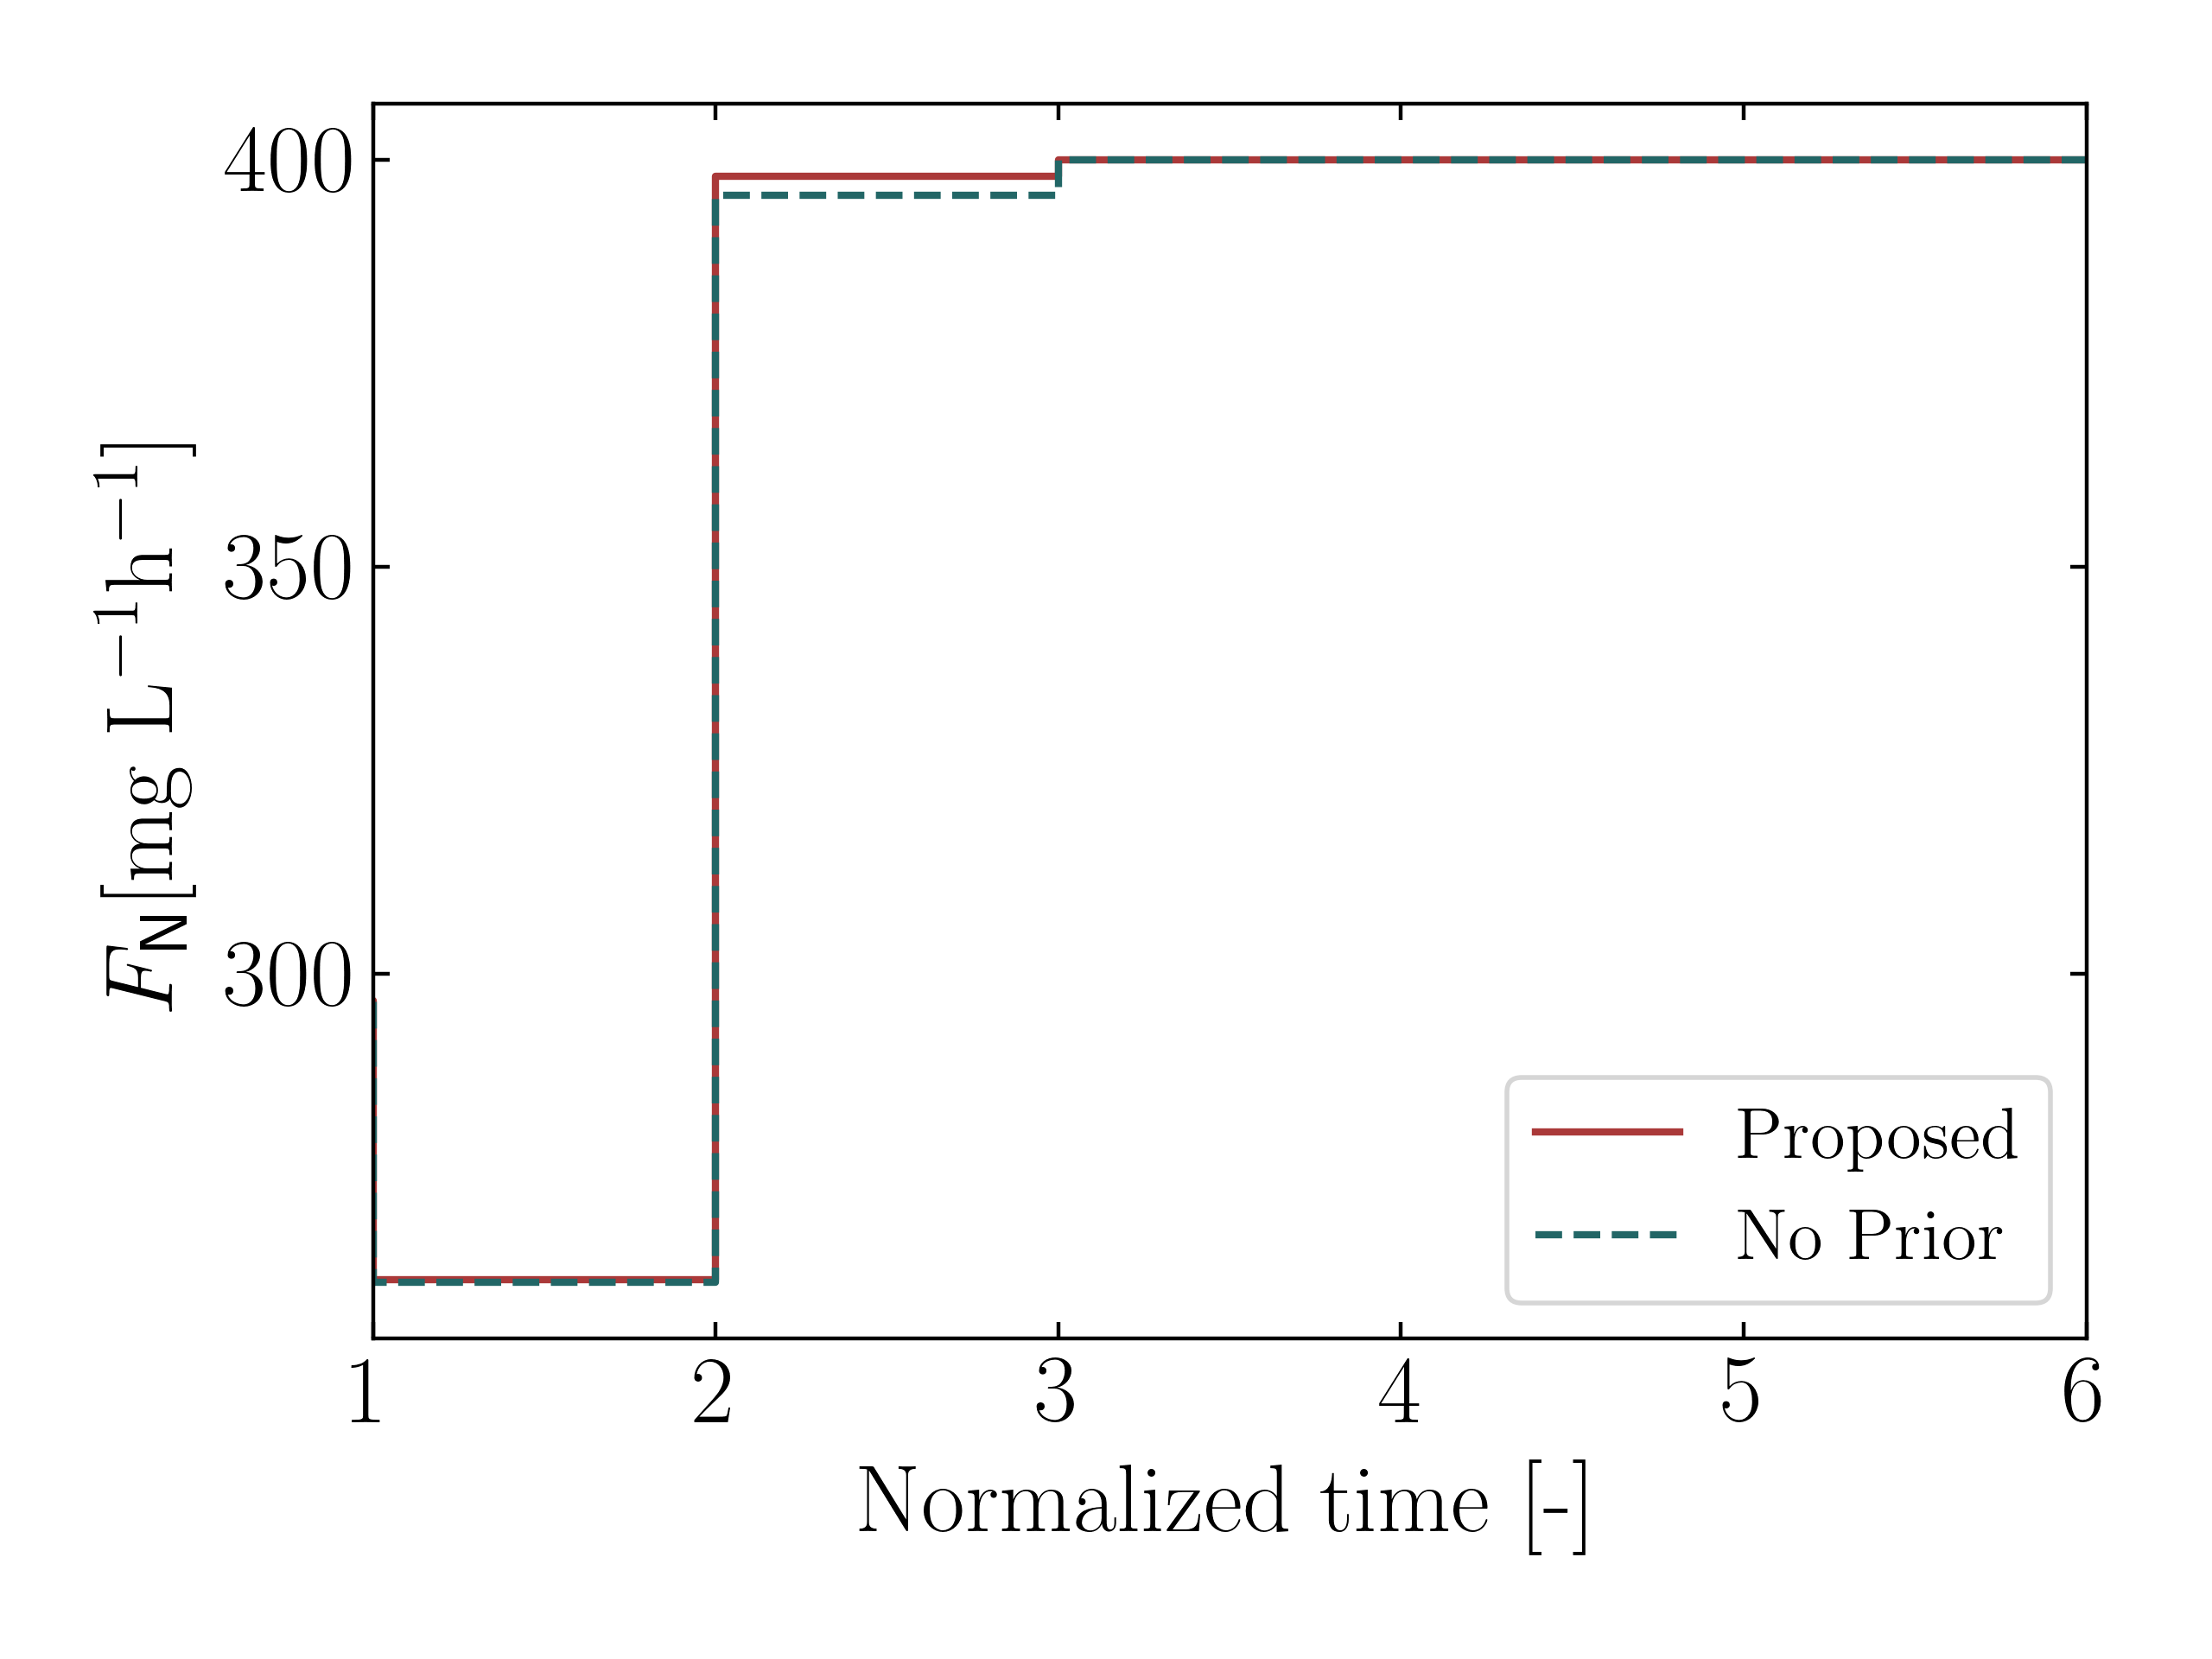 400
350
300
F_N[mg L⁻¹h⁻¹]
Proposed
No Prior
1 2 3 4 5 6
Normalized time [-]